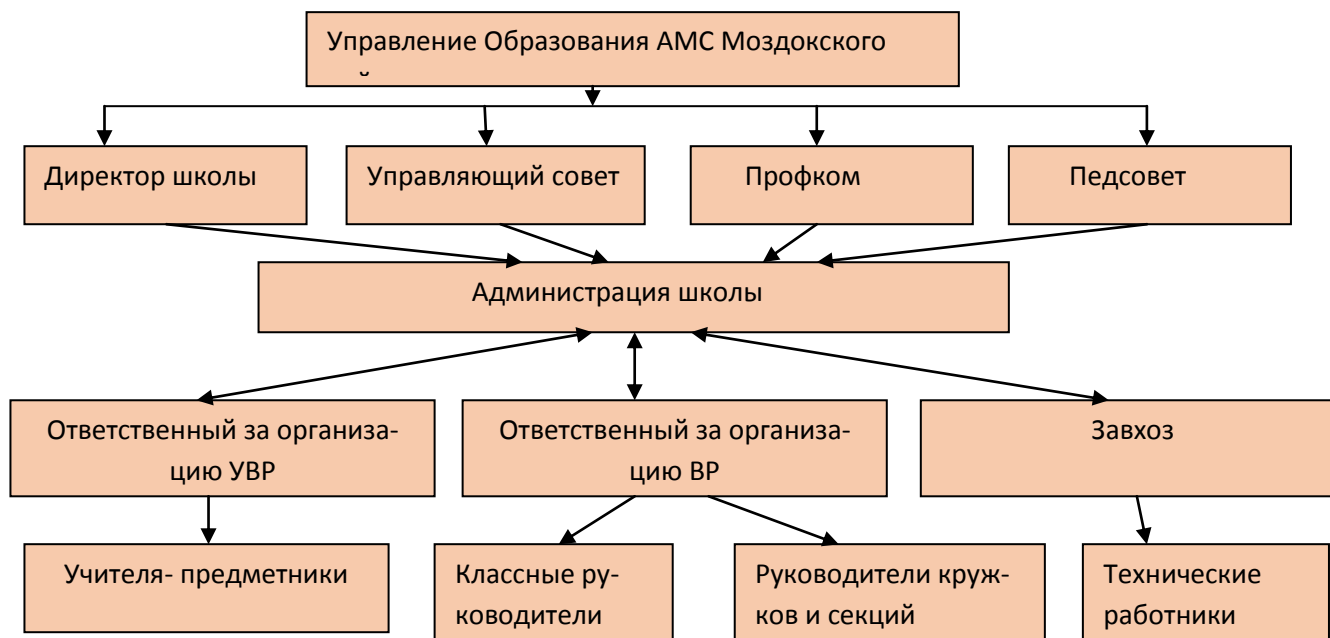 Управление Образования АМС Моздокского
Директор школы
Управляющий совет
Профком
Педсовет
Администрация школы
Ответственный за организа-
цию УВР
Ответственный за организа-
цию ВР
Завхоз
Учителя- предметники
Классные ру-
ководители
Руководители круж-
ков и секций
Технические
работники